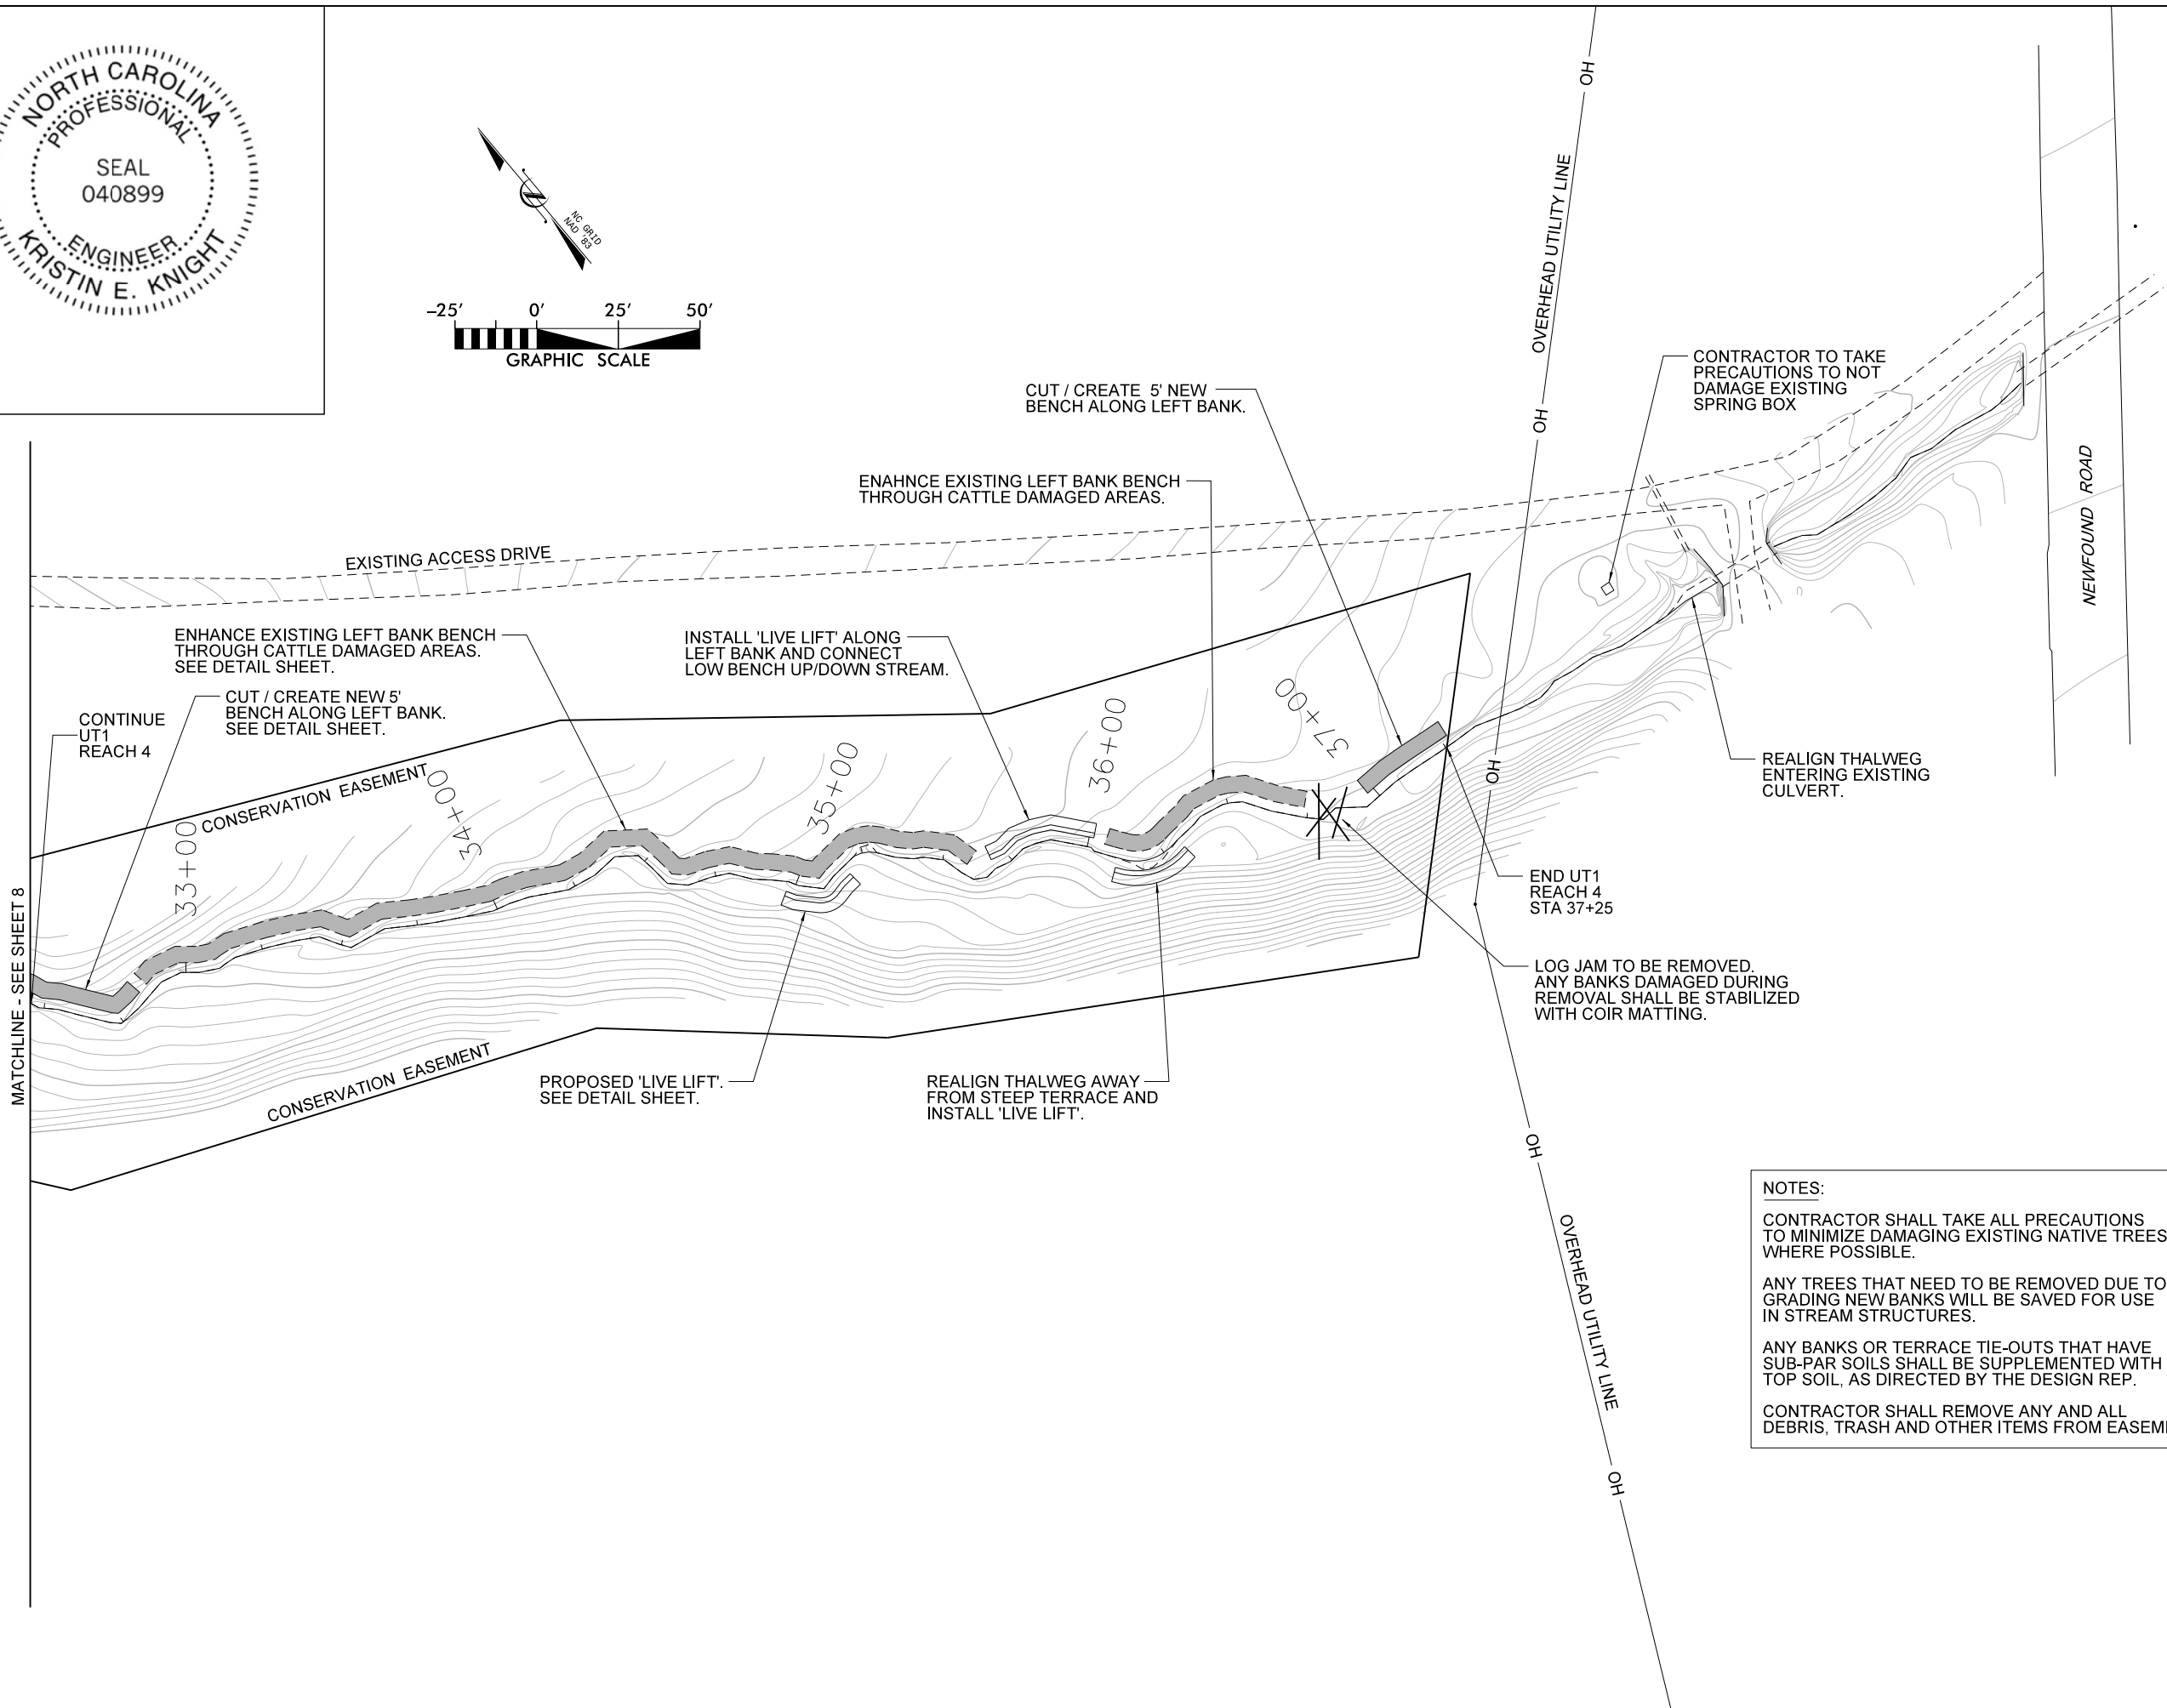 NORTH CAROLINA
PROFESSIONAL
SEAL
040899
ENGINEER
KRISTIN E. KNIGHT
NC GRID
NAD '83
–25' 0' 25' 50'
GRAPHIC SCALE
OH
OVERHEAD UTILITY LINE
OH
CONTRACTOR TO TAKE
PRECAUTIONS TO NOT
DAMAGE EXISTING
SPRING BOX
CUT / CREATE 5' NEW
BENCH ALONG LEFT BANK.
ENAHNCE EXISTING LEFT BANK BENCH
THROUGH CATTLE DAMAGED AREAS.
NEWFOUND ROAD
EXISTING ACCESS DRIVE
ENHANCE EXISTING LEFT BANK BENCH
THROUGH CATTLE DAMAGED AREAS.
SEE DETAIL SHEET.
INSTALL 'LIVE LIFT' ALONG
LEFT BANK AND CONNECT
LOW BENCH UP/DOWN STREAM.
CUT / CREATE NEW 5'
BENCH ALONG LEFT BANK.
SEE DETAIL SHEET.
CONTINUE
UT1
REACH 4
CONSERVATION EASEMENT
33+00
34+00
35+00
36+00
37+00
OH
REALIGN THALWEG
ENTERING EXISTING
CULVERT.
END UT1
REACH 4
STA 37+25
MATCHLINE - SEE SHEET 8
LOG JAM TO BE REMOVED.
ANY BANKS DAMAGED DURING
REMOVAL SHALL BE STABILIZED
WITH COIR MATTING.
CONSERVATION EASEMENT
PROPOSED 'LIVE LIFT'.
SEE DETAIL SHEET.
REALIGN THALWEG AWAY
FROM STEEP TERRACE AND
INSTALL 'LIVE LIFT'.
OH
OVERHEAD UTILITY LINE
OH
NOTES:
CONTRACTOR SHALL TAKE ALL PRECAUTIONS
TO MINIMIZE DAMAGING EXISTING NATIVE TREES
WHERE POSSIBLE.
ANY TREES THAT NEED TO BE REMOVED DUE TO
GRADING NEW BANKS WILL BE SAVED FOR USE
IN STREAM STRUCTURES.
ANY BANKS OR TERRACE TIE-OUTS THAT HAVE
SUB-PAR SOILS SHALL BE SUPPLEMENTED WITH
TOP SOIL, AS DIRECTED BY THE DESIGN REP.
CONTRACTOR SHALL REMOVE ANY AND ALL
DEBRIS, TRASH AND OTHER ITEMS FROM